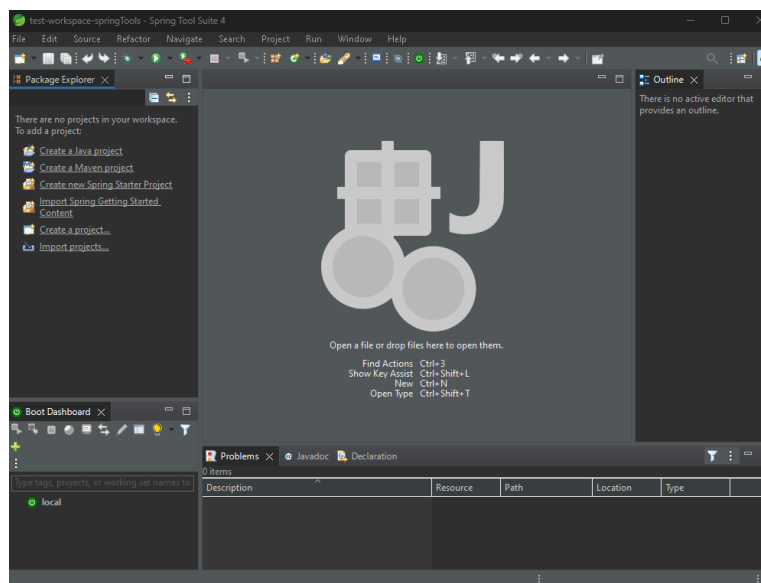 test-workspace-springTools - Spring Tool Suite 4
File Edit Source Refactor Navigate Search Project Run Window Help
Package Explorer
There are no projects in your workspace.
To add a project:
Create a Java project
Create a Maven project
Create new Spring Starter Project
Import Spring Getting Started
Content
Create a project...
Import projects...
Outline
There is no active editor that
provides an outline.
J
Open a file or drop files here to open them.
Find Actions Ctrl+3
Show Key Assist Ctrl+Shift+L
New Ctrl+N
Open Type Ctrl+Shift+T
Boot Dashboard
Type tags, projects, or working set names to
local
Problems Javadoc Declaration
0 items
Description Resource Path Location Type